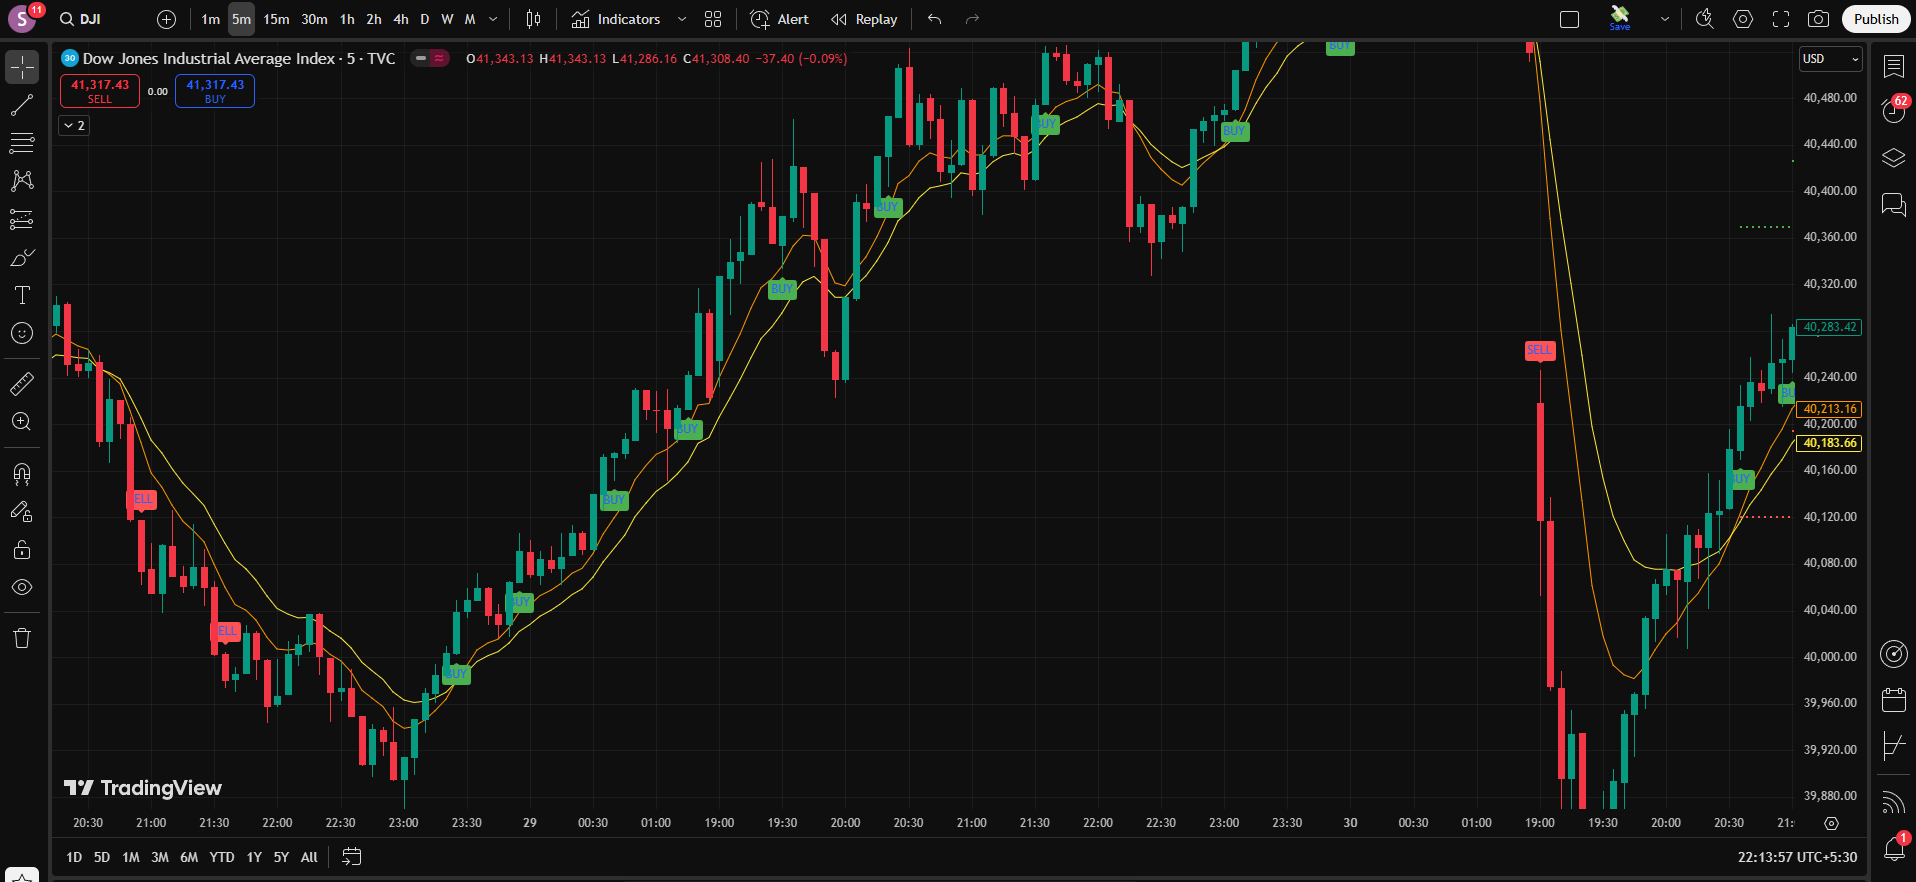 S 11 DJI 1m 5m 15m 30m 1h 2h 4h D W M Indicators Alert Replay Save Publish
30 Dow Jones Industrial Average Index · 5 · TVC O41,343.13 H41,343.13 L41,286.16 C41,308.40 −37.40 (−0.09%)
USD
41,317.43 SELL 0.00 41,317.43 BUY
2
BUY
40,480.00
62
BUY
BUY
40,440.00
40,400.00
BUY
40,360.00
BUY
40,320.00
40,283.42
SELL
40,240.00
BU
40,213.16
40,200.00
BUY
40,183.66
40,160.00
BUY
ELL
BUY
40,120.00
40,080.00
UY
40,040.00
ELL
40,000.00
BUY
39,960.00
39,920.00
TradingView
39,880.00
20:30 21:00 21:30 22:00 22:30 23:00 23:30 29 00:30 01:00 19:00 19:30 20:00 20:30 21:00 21:30 22:00 22:30 23:00 23:30 30 00:30 01:00 19:00 19:30 20:00 20:30 21:
1
1D 5D 1M 3M 6M YTD 1Y 5Y All 22:13:57 UTC+5:30